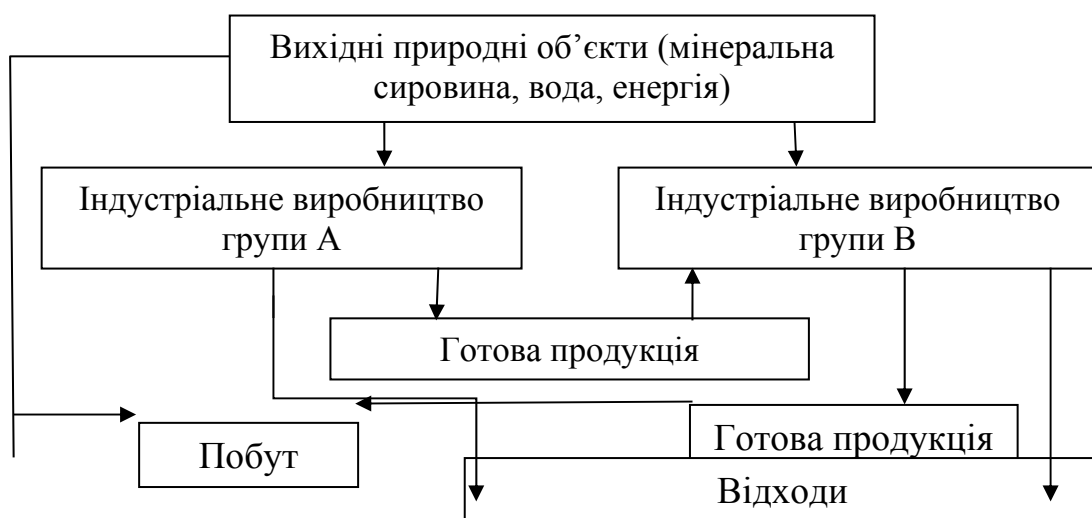 Вихідні природні об’єкти (мінеральна
сировина, вода, енергія)
Індустріальне виробництво
групи А
Індустріальне виробництво
групи В
Готова продукція
Готова продукція
Побут
Відходи